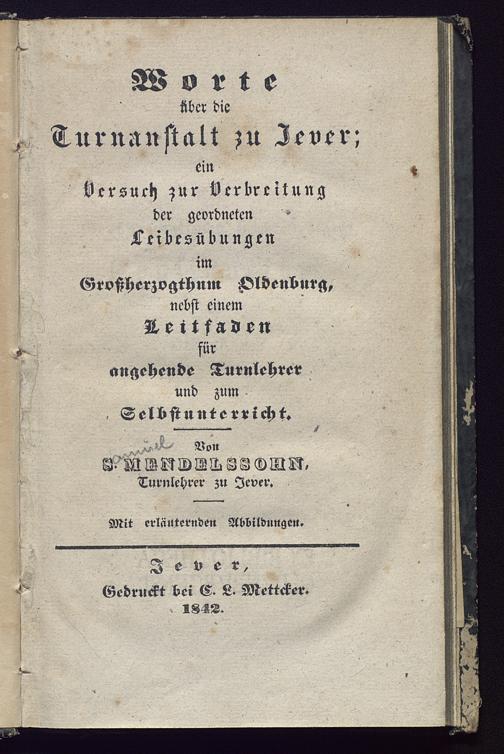 Worte
über die
Turnanstalt zu Jever;
ein
Versuch zur Verbreitung
der geordneten
Leibesübungen
im
Großherzogthum Oldenburg,
nebst einem
Leitfaden
für
angehende Turnlehrer
und zum
Selbstunterricht.
Von
amuel
S. MENDELSSOHN,
Turnlehrer zu Jever.
Mit erläuternden Abbildungen.
Jever,
Gedruckt bei C. L. Mettcker.
1842.